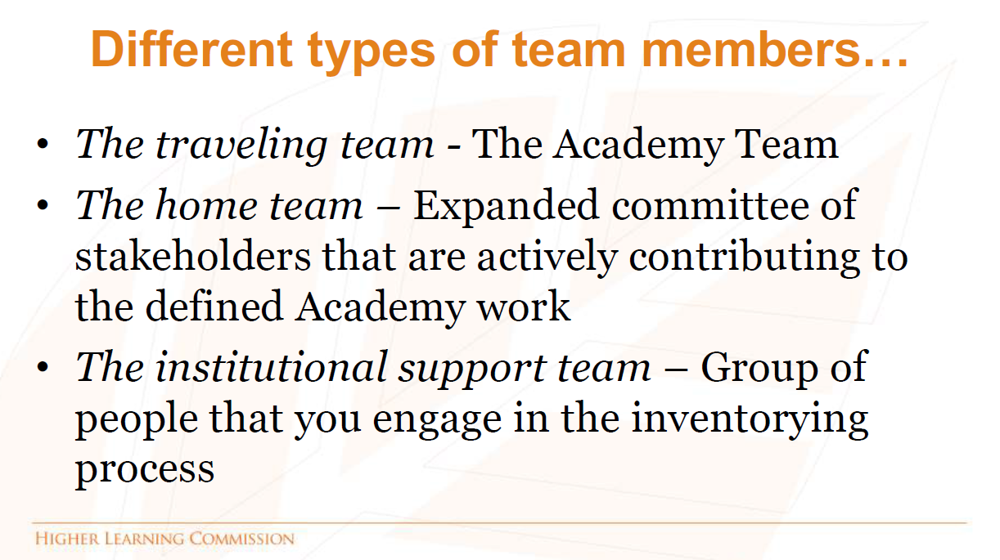 Different types of team members…
• The traveling team - The Academy Team
• The home team – Expanded committee of
stakeholders that are actively contributing to
the defined Academy work
• The institutional support team – Group of
people that you engage in the inventorying
process
HIGHER LEARNING COMMISSION